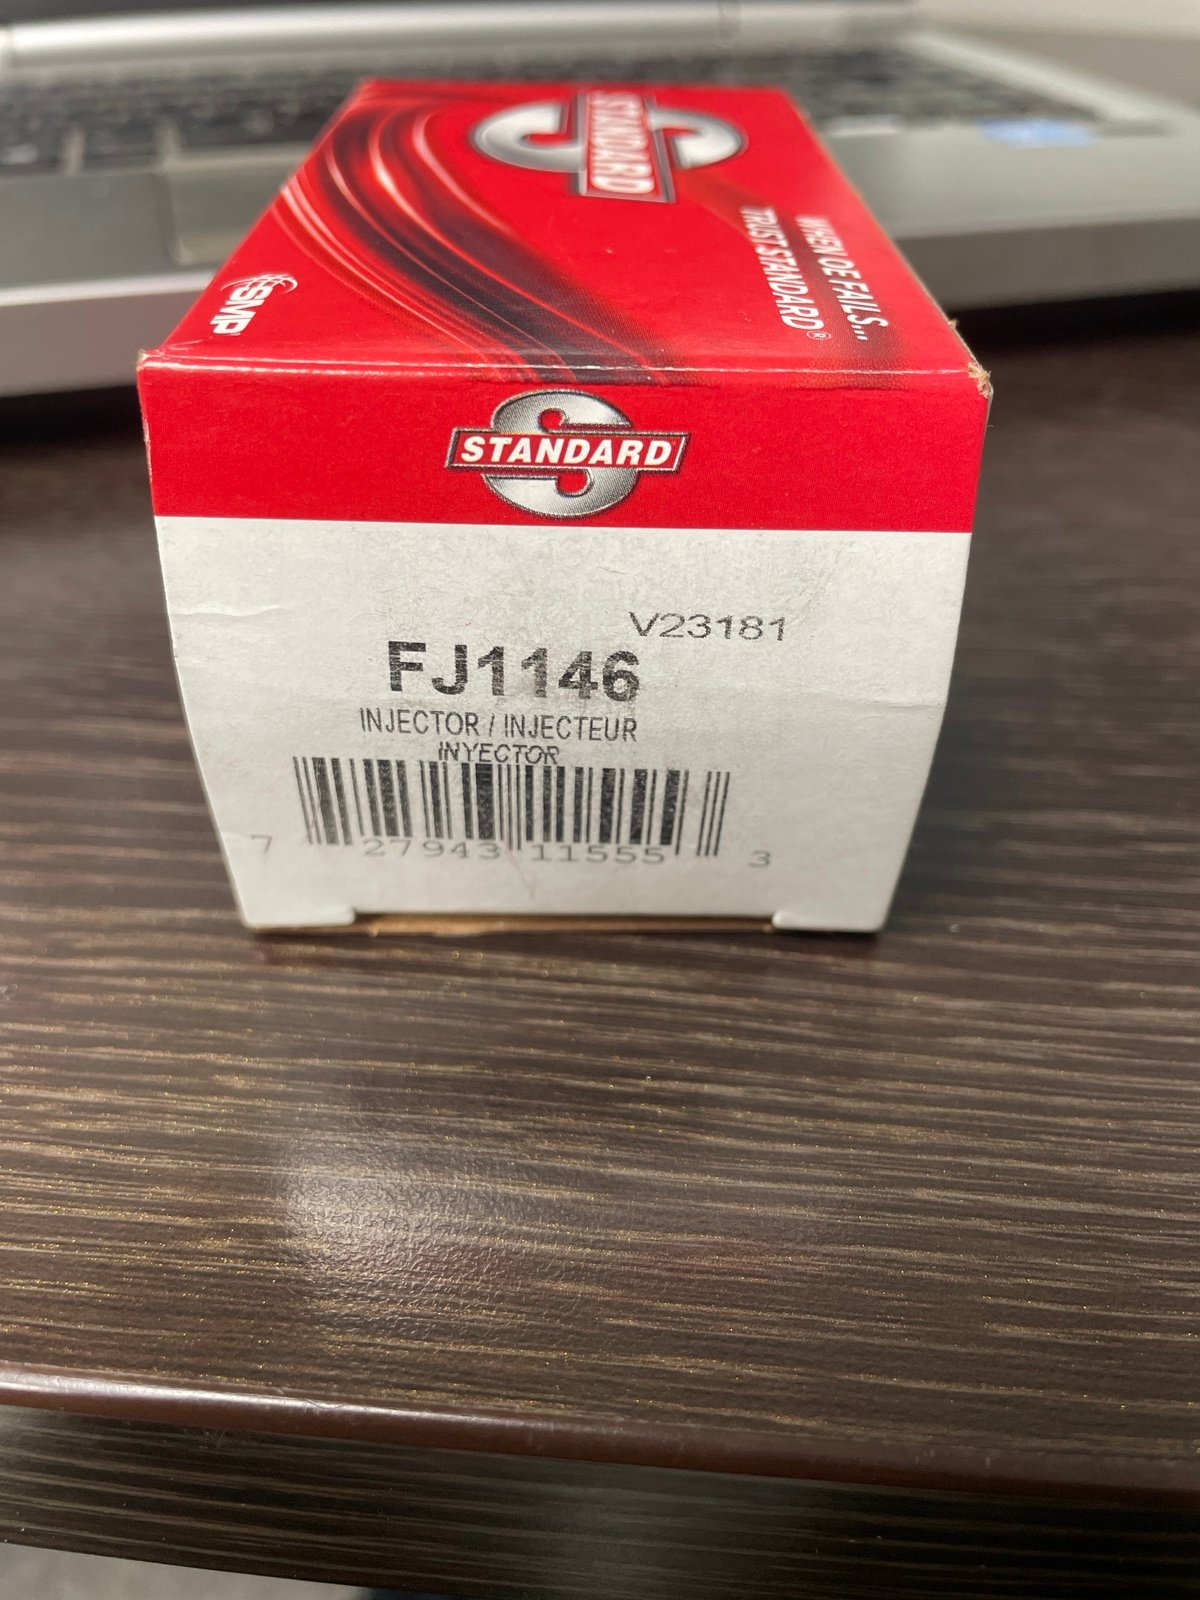 STANDARD
WHEN OE FAILS...
TRUST STANDARD®
SMP
STANDARD
V23181
FJ1146
INJECTOR / INJECTEUR
INYECTOR
7 27943 11555 3